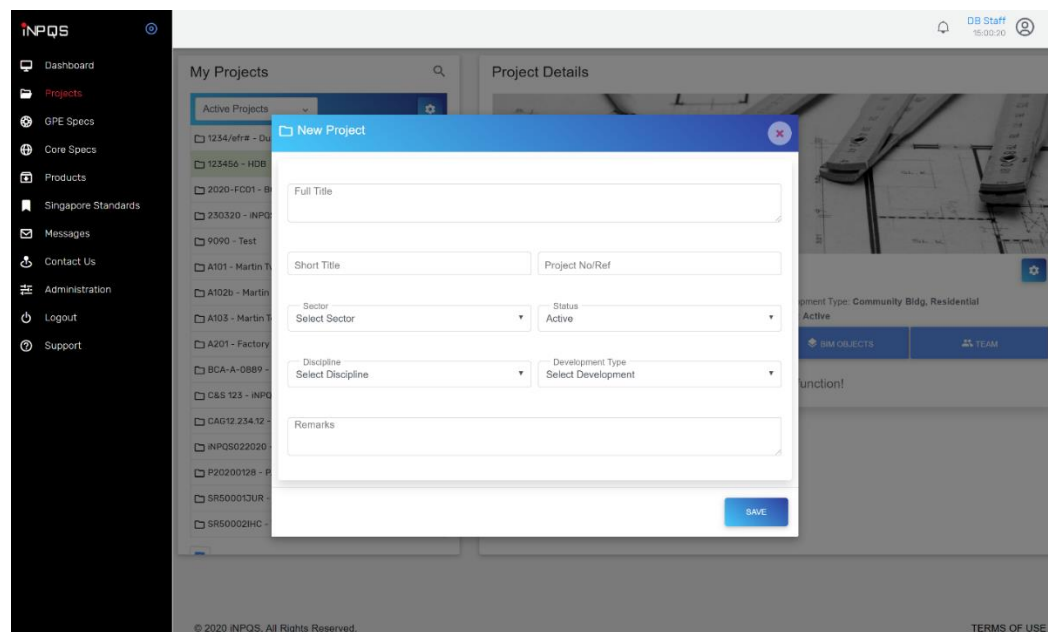 iNPQS
DB Staff
15:00:20
Dashboard
Projects
GPE Specs
Core Specs
Products
Singapore Standards
Messages
Contact Us
Administration
Logout
Support
My Projects
Active Projects
1234/efr# - Du
123456 - HDB
2020-FC01 -
230320 - iNPQ
9090 - Test
A101 - Martin
A102b - Martin
A103 - Martin
A201 - Factory
BCA-A-0889 -
C&S 123 - iNPQ
CAG12.234.12 -
iNPQS022020 -
P20200128 - P
SR50001JUR -
SR50002IHC -
Project Details
New Project
Full Title
Short Title
Project No/Ref
Sector
Select Sector
Status
Active
Discipline
Select Discipline
Development Type
Select Development
Remarks
SAVE
opment Type: Community Bldg, Residential
Active
BIM OBJECTS
TEAM
function!
© 2020 iNPQS. All Rights Reserved.
TERMS OF USE